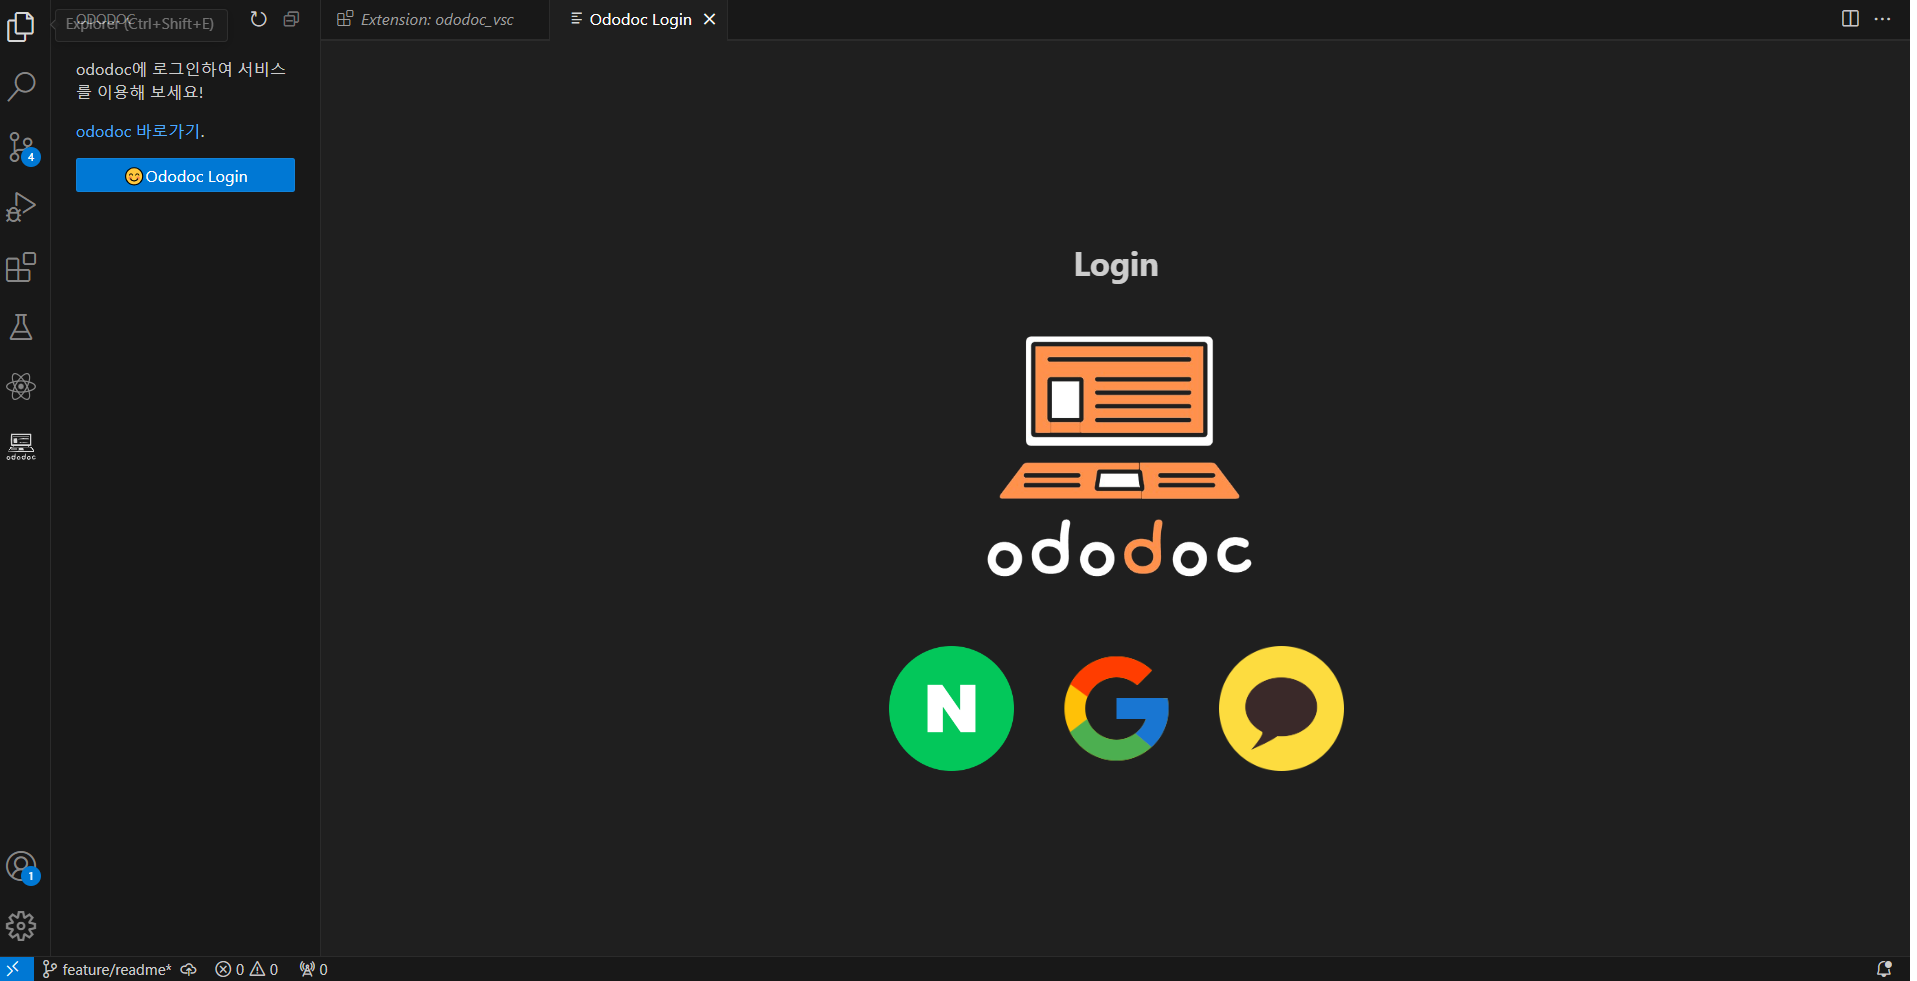 ODODOC
Explorer (Ctrl+Shift+E)
Extension: ododoc_vsc
Ododoc Login
ododoc에 로그인하여 서비스
를 이용해 보세요!
ododoc 바로가기.
😊Ododoc Login
4
Login
ododoc
N
ododoc
1
feature/readme*
0
0
0